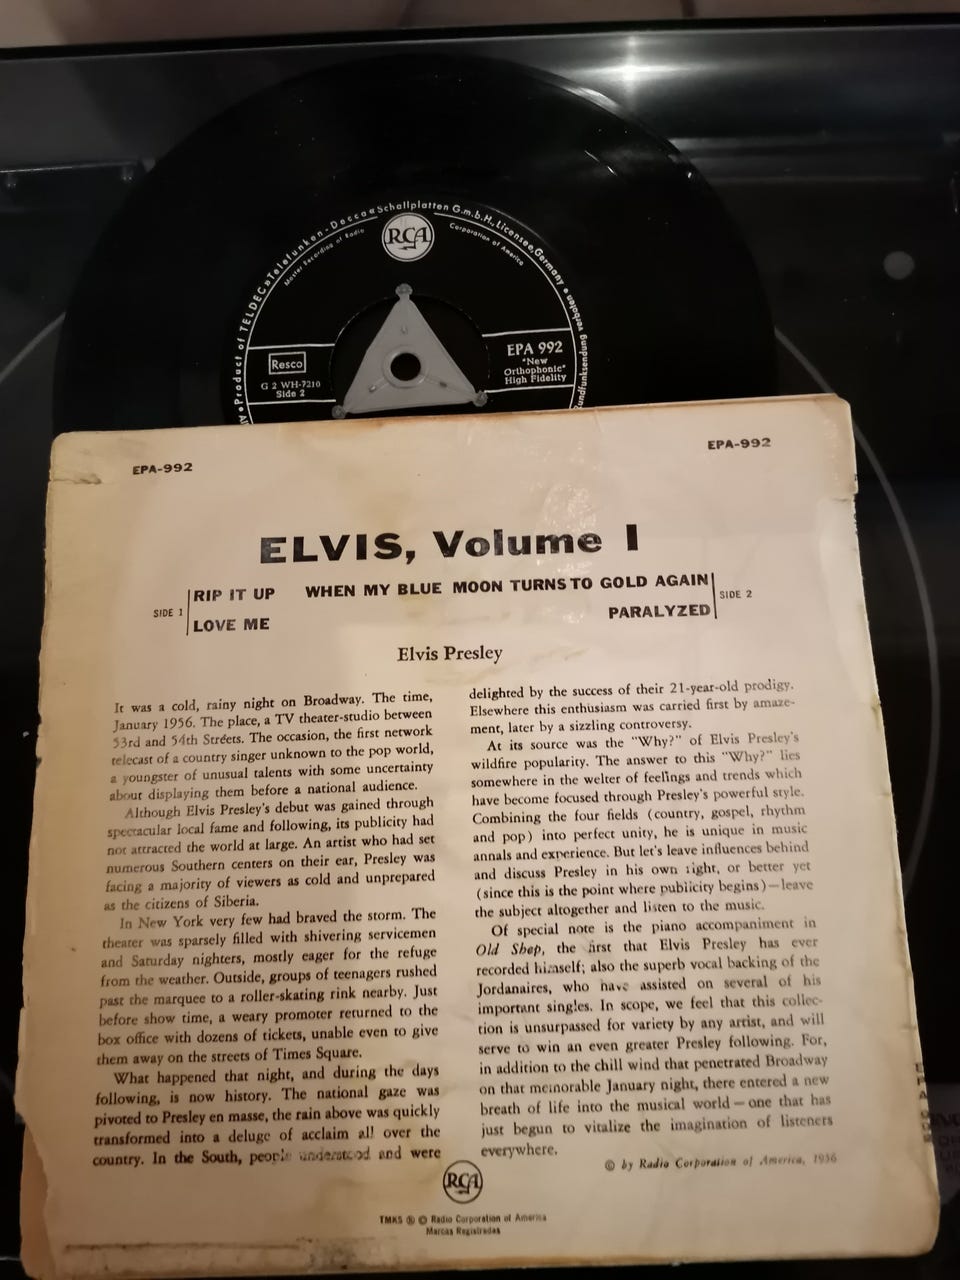 Product of TELDEC »Telefunken - Decca« Schallplatten G.m.b.H., Licensee, Germany •
Master Recording of Radio Corporation of America
RCA
Resco
G 2 WH-7210
Side 2
EPA 992
"New
Orthophonic"
High Fidelity
EPA-992
EPA-992
ELVIS, Volume I
SIDE 1
RIP IT UP
LOVE ME
WHEN MY BLUE MOON TURNS TO GOLD AGAIN
PARALYZED
SIDE 2
Elvis Presley
It was a cold, rainy night on Broadway. The time,
January 1956. The place, a TV theater-studio between
53rd and 54th Streets. The occasion, the first network
telecast of a country singer unknown to the pop world,
a youngster of unusual talents with some uncertainty
about displaying them before a national audience.
Although Elvis Presley's debut was gained through
spectacular local fame and following, its publicity had
not attracted the world at large. An artist who had set
numerous Southern centers on their ear, Presley was
facing a majority of viewers as cold and unprepared
as the citizens of Siberia.
In New York very few had braved the storm. The
theater was sparsely filled with shivering servicemen
and Saturday nighters, mostly eager for the refuge
from the weather. Outside, groups of teenagers rushed
past the marquee to a roller-skating rink nearby. Just
before show time, a weary promoter returned to the
box office with dozens of tickets, unable even to give
them away on the streets of Times Square.
What happened that night, and during the days
following, is now history. The national gaze was
pivoted to Presley en masse, the rain above was quickly
transformed into a deluge of acclaim all over the
country. In the South, people understood and were
delighted by the success of their 21-year-old prodigy.
Elsewhere this enthusiasm was carried first by amaze-
ment, later by a sizzling controversy.
At its source was the "Why?" of Elvis Presley's
wildfire popularity. The answer to this "Why?" lies
somewhere in the welter of feelings and trends which
have become focused through Presley's powerful style.
Combining the four fields (country, gospel, rhythm
and pop) into perfect unity, he is unique in music
annals and experience. But let's leave influences behind
and discuss Presley in his own right, or better yet
(since this is the point where publicity begins)—leave
the subject altogether and listen to the music.
Of special note is the piano accompaniment in
Old Shep, the first that Elvis Presley has ever
recorded himself; also the superb vocal backing of the
Jordanaires, who have assisted on several of his
important singles. In scope, we feel that this collec-
tion is unsurpassed for variety by any artist, and will
serve to win an even greater Presley following. For,
in addition to the chill wind that penetrated Broadway
on that memorable January night, there entered a new
breath of life into the musical world — one that has
just begun to vitalize the imagination of listeners
everywhere.
© by Radio Corporation of America, 1956
RCA
TMKS ® © Radio Corporation of America
Marcas Registradas